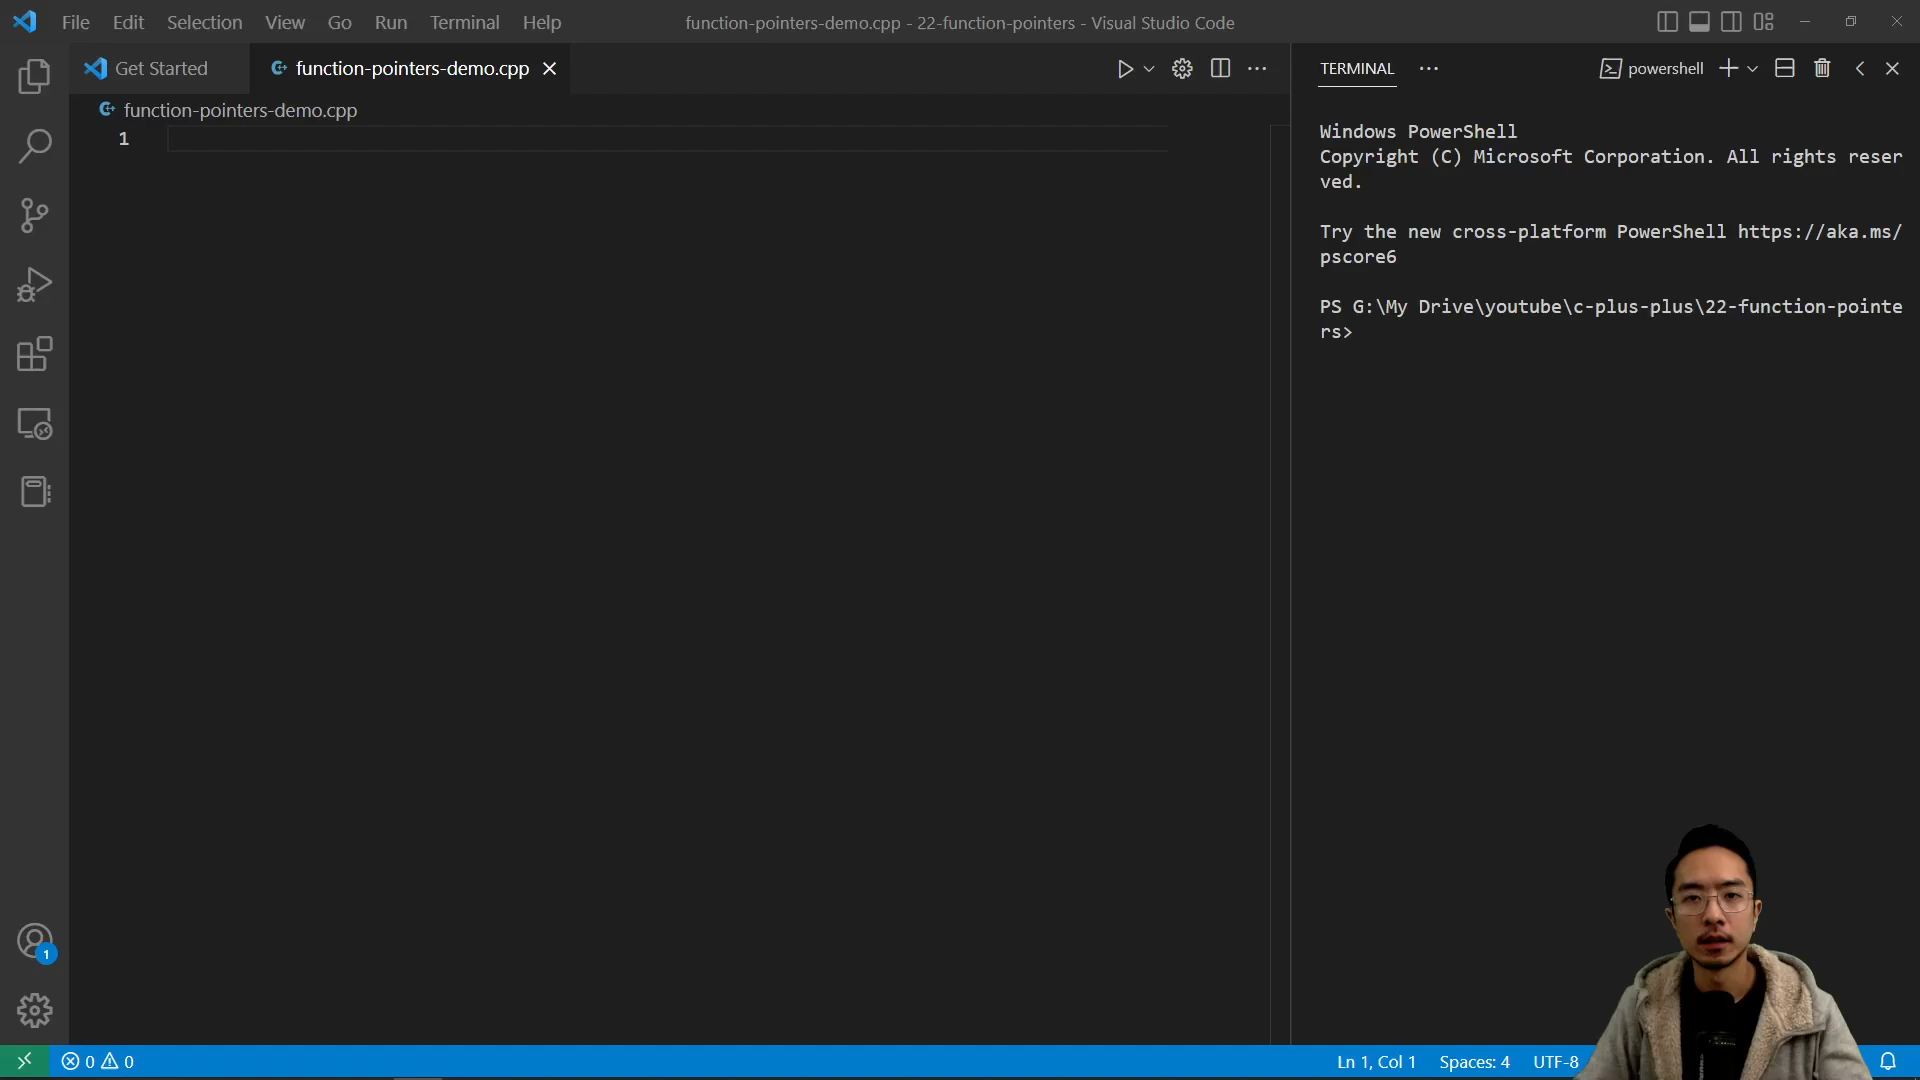 File Edit Selection View Go Run Terminal Help
function-pointers-demo.cpp - 22-function-pointers - Visual Studio Code
Get Started
function-pointers-demo.cpp
function-pointers-demo.cpp
1
TERMINAL
powershell
Windows PowerShell
Copyright (C) Microsoft Corporation. All rights reser
ved.
Try the new cross-platform PowerShell https://aka.ms/
pscore6
PS G:\My Drive\youtube\c-plus-plus\22-function-pointe
rs>
1
0 0
Ln 1, Col 1
Spaces: 4
UTF-8